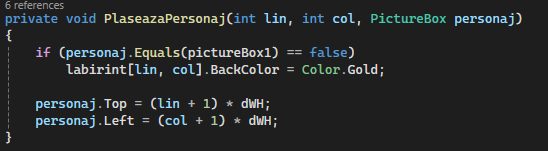 6 references
private void PlaseazaPersonaj(int lin, int col, PictureBox personaj)
{
    if (personaj.Equals(pictureBox1) == false)
        labirint[lin, col].BackColor = Color.Gold;

    personaj.Top = (lin + 1) * dWH;
    personaj.Left = (col + 1) * dWH;
}